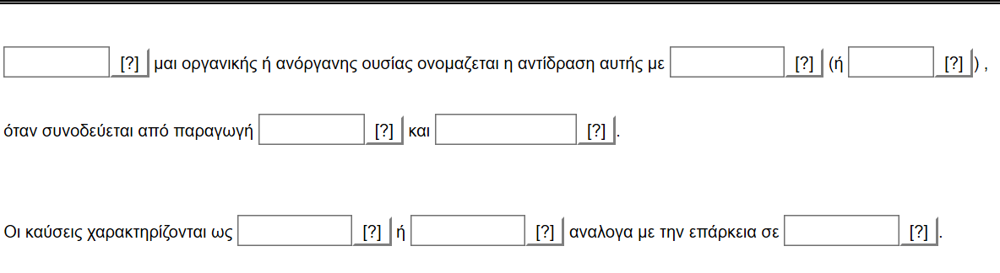 [?] μαι οργανικής ή ανόργανης ουσίας ονομαζεται η αντίδραση αυτής με [?] (ή [?] ) ,
όταν συνοδεύεται από παραγωγή [?] και [?] .
Οι καύσεις χαρακτηρίζονται ως [?] ή [?] αναλογα με την επάρκεια σε [?] .